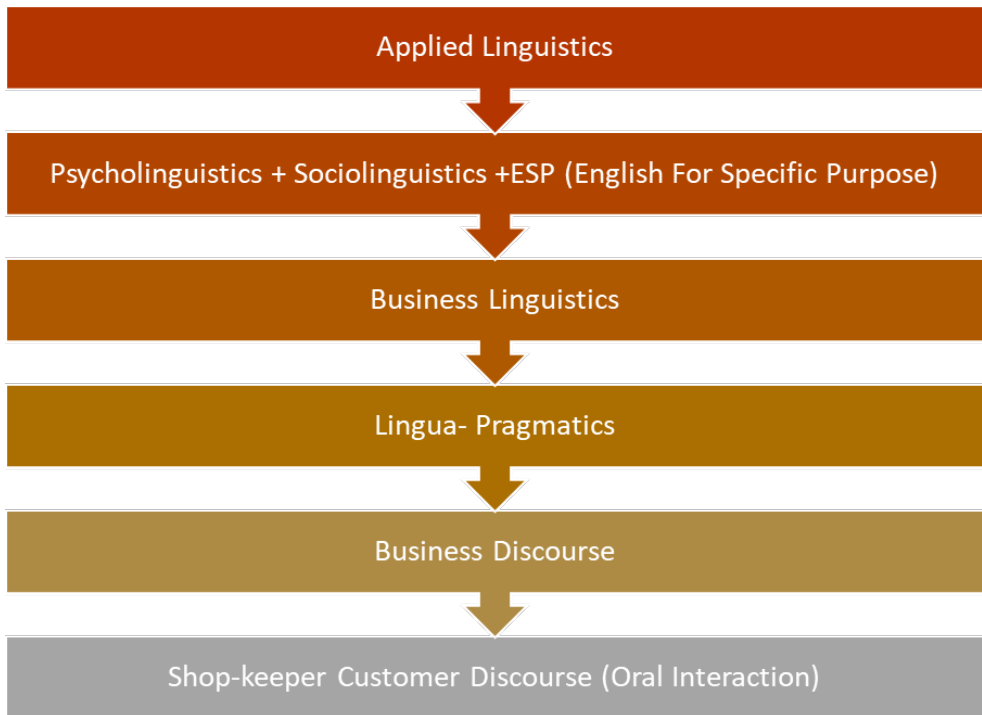 Applied Linguistics
Psycholinguistics + Sociolinguistics +ESP (English For Specific Purpose)
Business Linguistics
Lingua- Pragmatics
Business Discourse
Shop-keeper Customer Discourse (Oral Interaction)